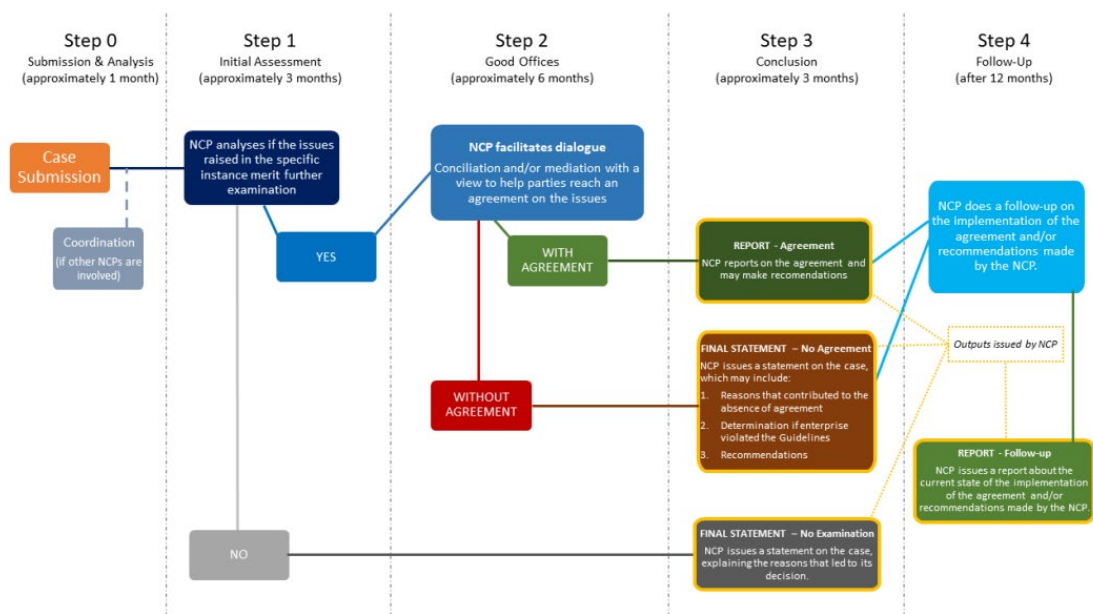 Step 0
Submission & Analysis
(approximately 1 month)
Step 1
Initial Assessment
(approximately 3 months)
Step 2
Good Offices
(approximately 6 months)
Step 3
Conclusion
(approximately 3 months)
Step 4
Follow-Up
(after 12 months)
Case
Submission
Coordination
(if other NCPs are
involved)
NCP analyses if the issues
raised in the specific
instance merit further
examination
YES
NO
NCP facilitates dialogue
Conciliation and/or mediation with a
view to help parties reach an
agreement on the issues
WITH
AGREEMENT
WITHOUT
AGREEMENT
REPORT - Agreement
NCP reports on the agreement and
may make recomendations
FINAL STATEMENT – No Agreement
NCP issues a statement on the case,
which may include:
1. Reasons that contributed to the
absence of agreement
2. Determination if enterprise
violated the Guidelines
3. Recommendations
FINAL STATEMENT – No Examination
NCP issues a statement on the case,
explaining the reasons that led to its
decision.
NCP does a follow-up on
the implementation of the
agreement and/or
recommendations made
by the NCP.
Outputs issued by NCP
REPORT - Follow-up
NCP issues a report about the
current state of the implementation
of the agreement and/or
recommendations made by the NCP.